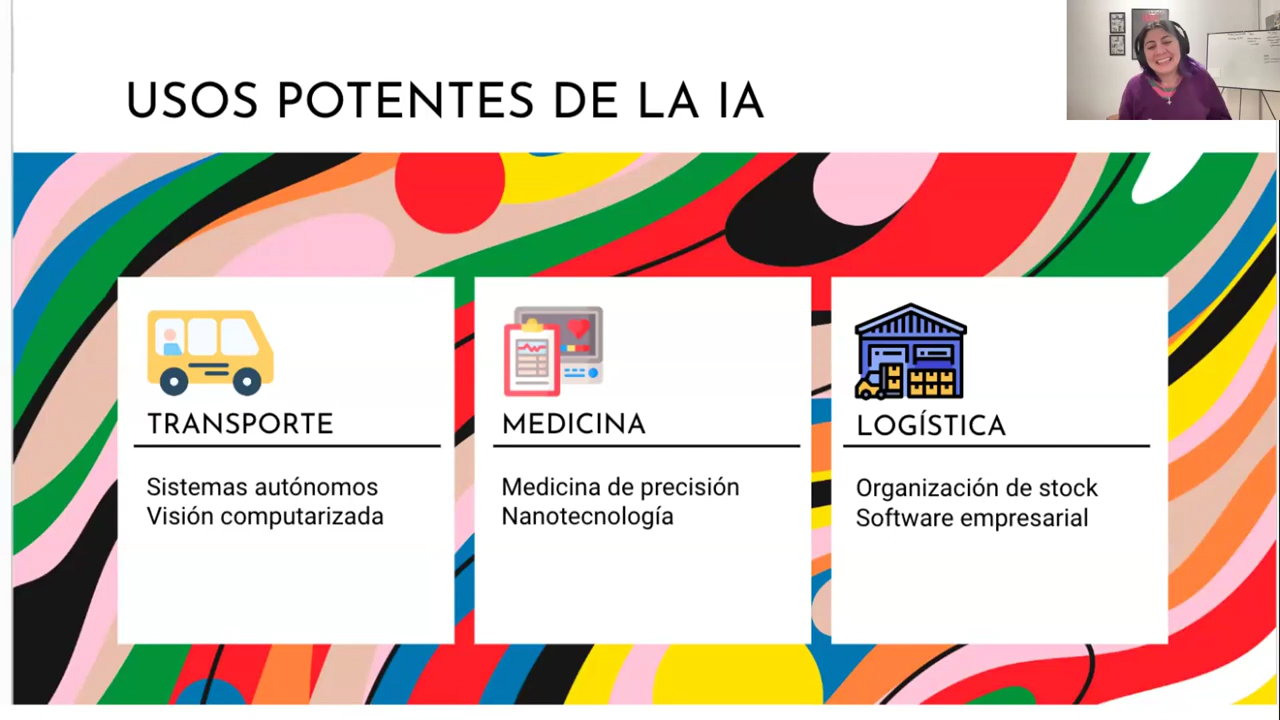 USOS POTENTES DE LA IA
TRANSPORTE
Sistemas autónomos
Visión computarizada
MEDICINA
Medicina de precisión
Nanotecnología
LOGÍSTICA
Organización de stock
Software empresarial